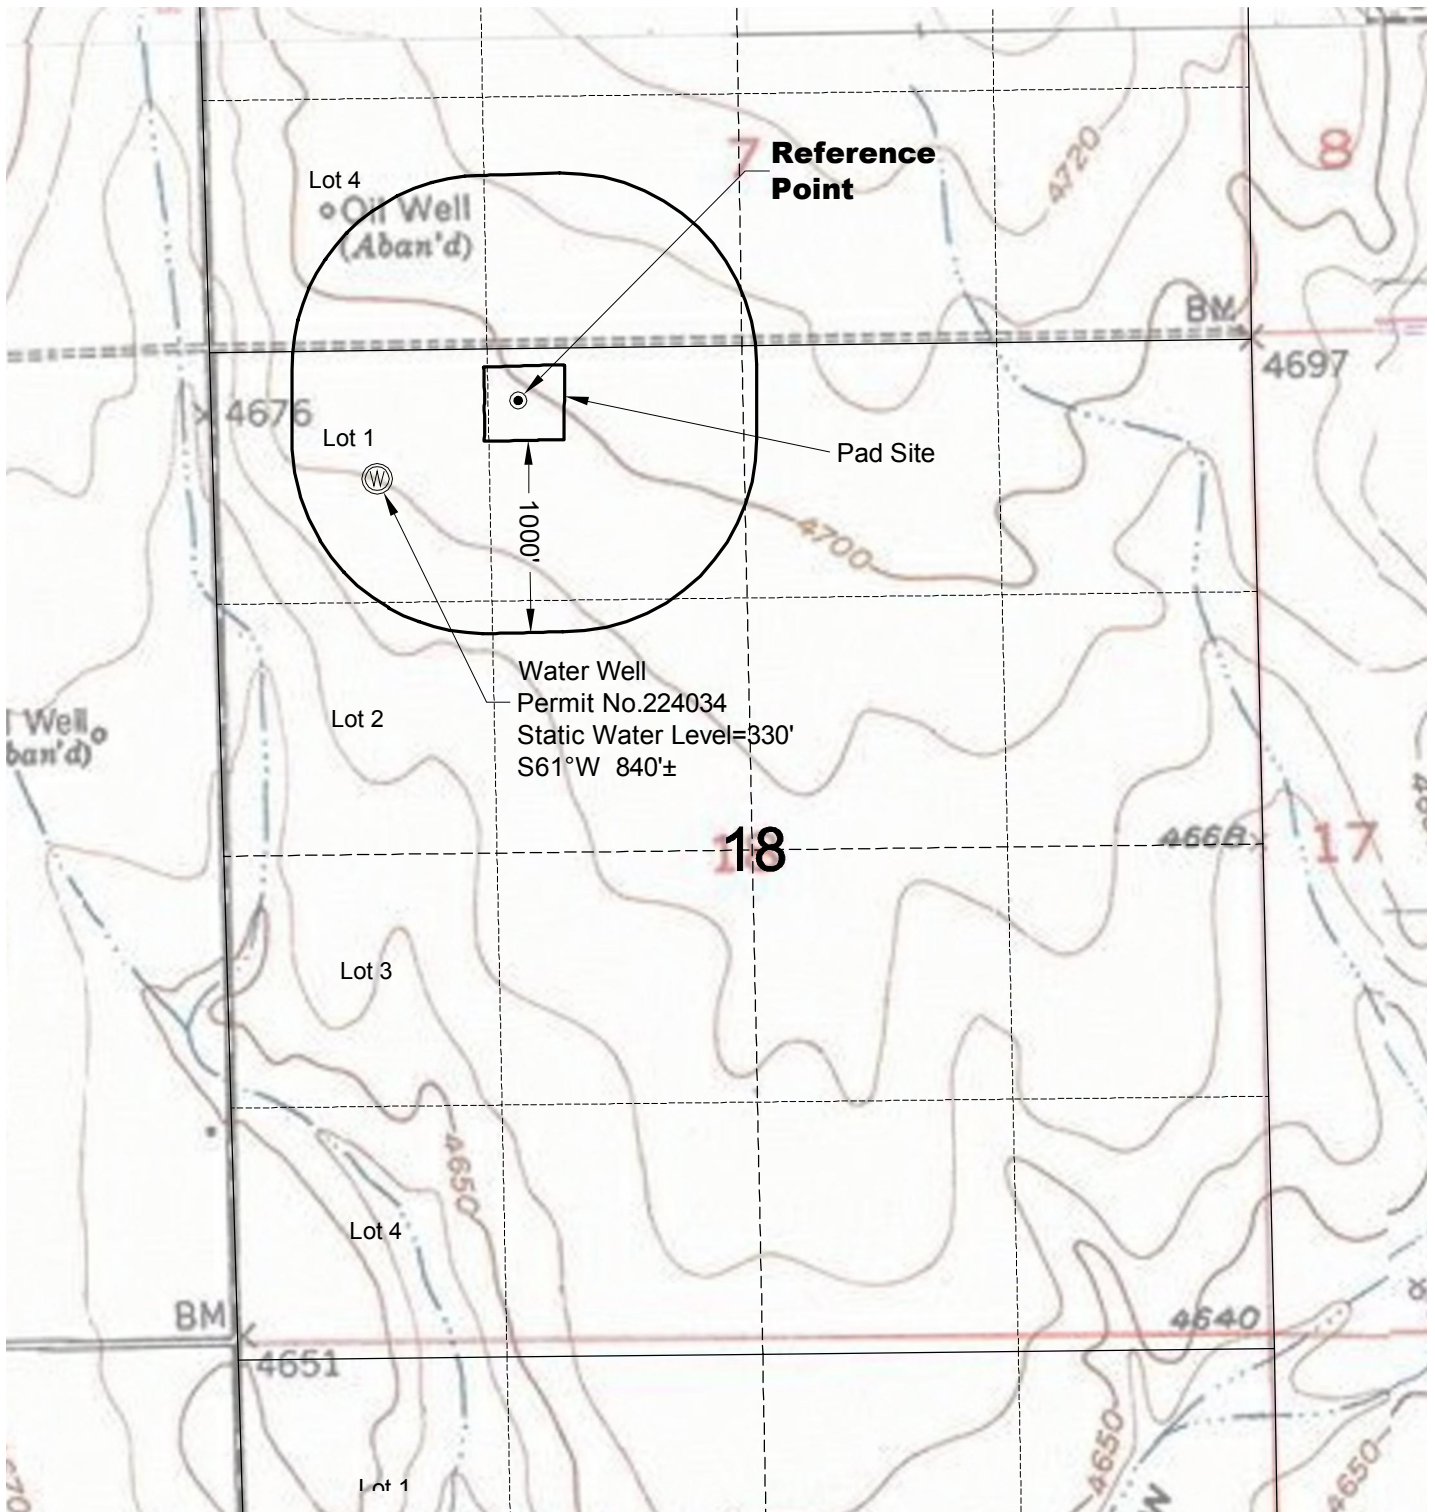 7
Reference
Point
8
4720
Lot 4
Oil Well
(Aban'd)
BM
4697
4676
Lot 1
Pad Site
1000'
4700
W
Water Well
Permit No.224034
Static Water Level=330'
S61°W 840'±
Lot 2
Well
ban'd)
18
4668
17
Lot 3
4650
Lot 4
BM
4651
4640
4650
4650
Lot 1
N